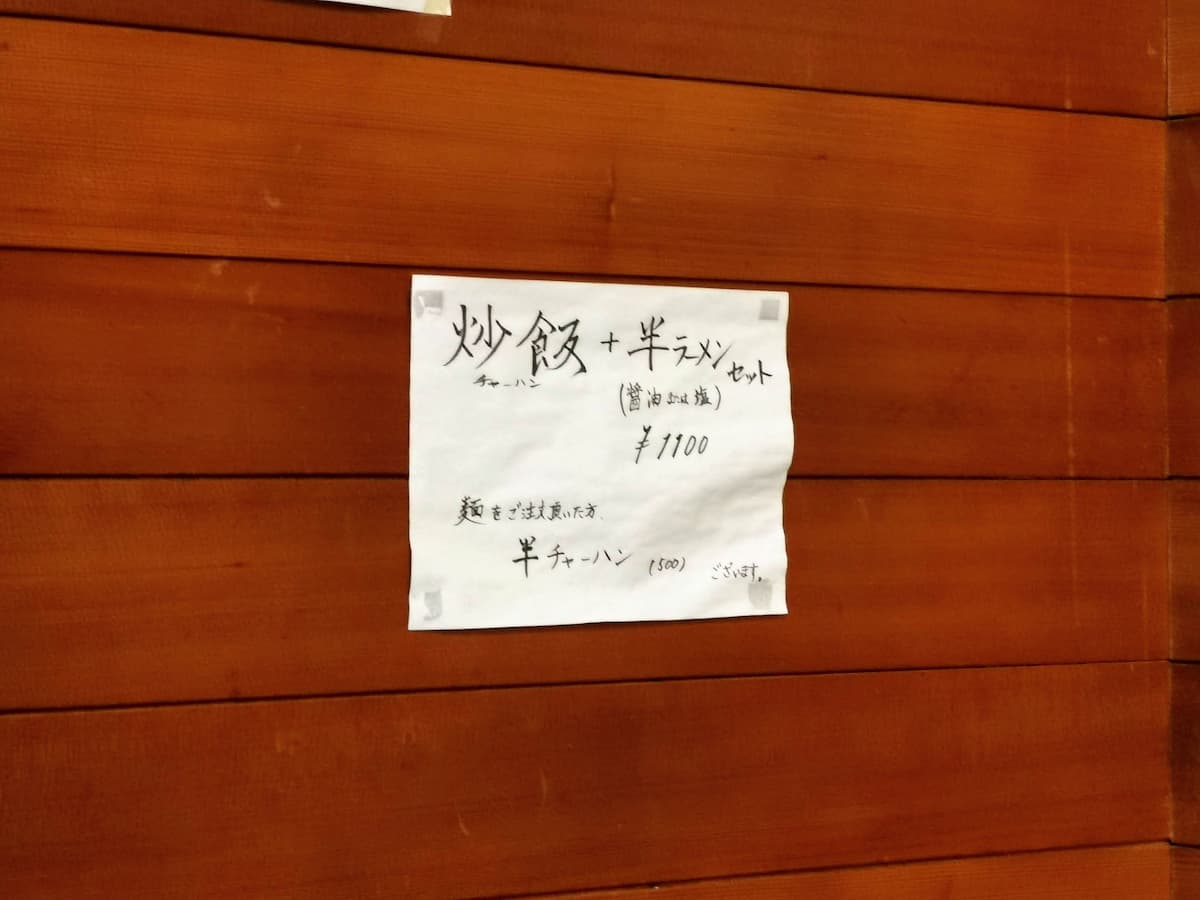 炒飯+半ラーメンセット
チャーハン
(醤油または塩)
¥1100
麺をご注文頂いた方、
半チャーハン (500) ございます。